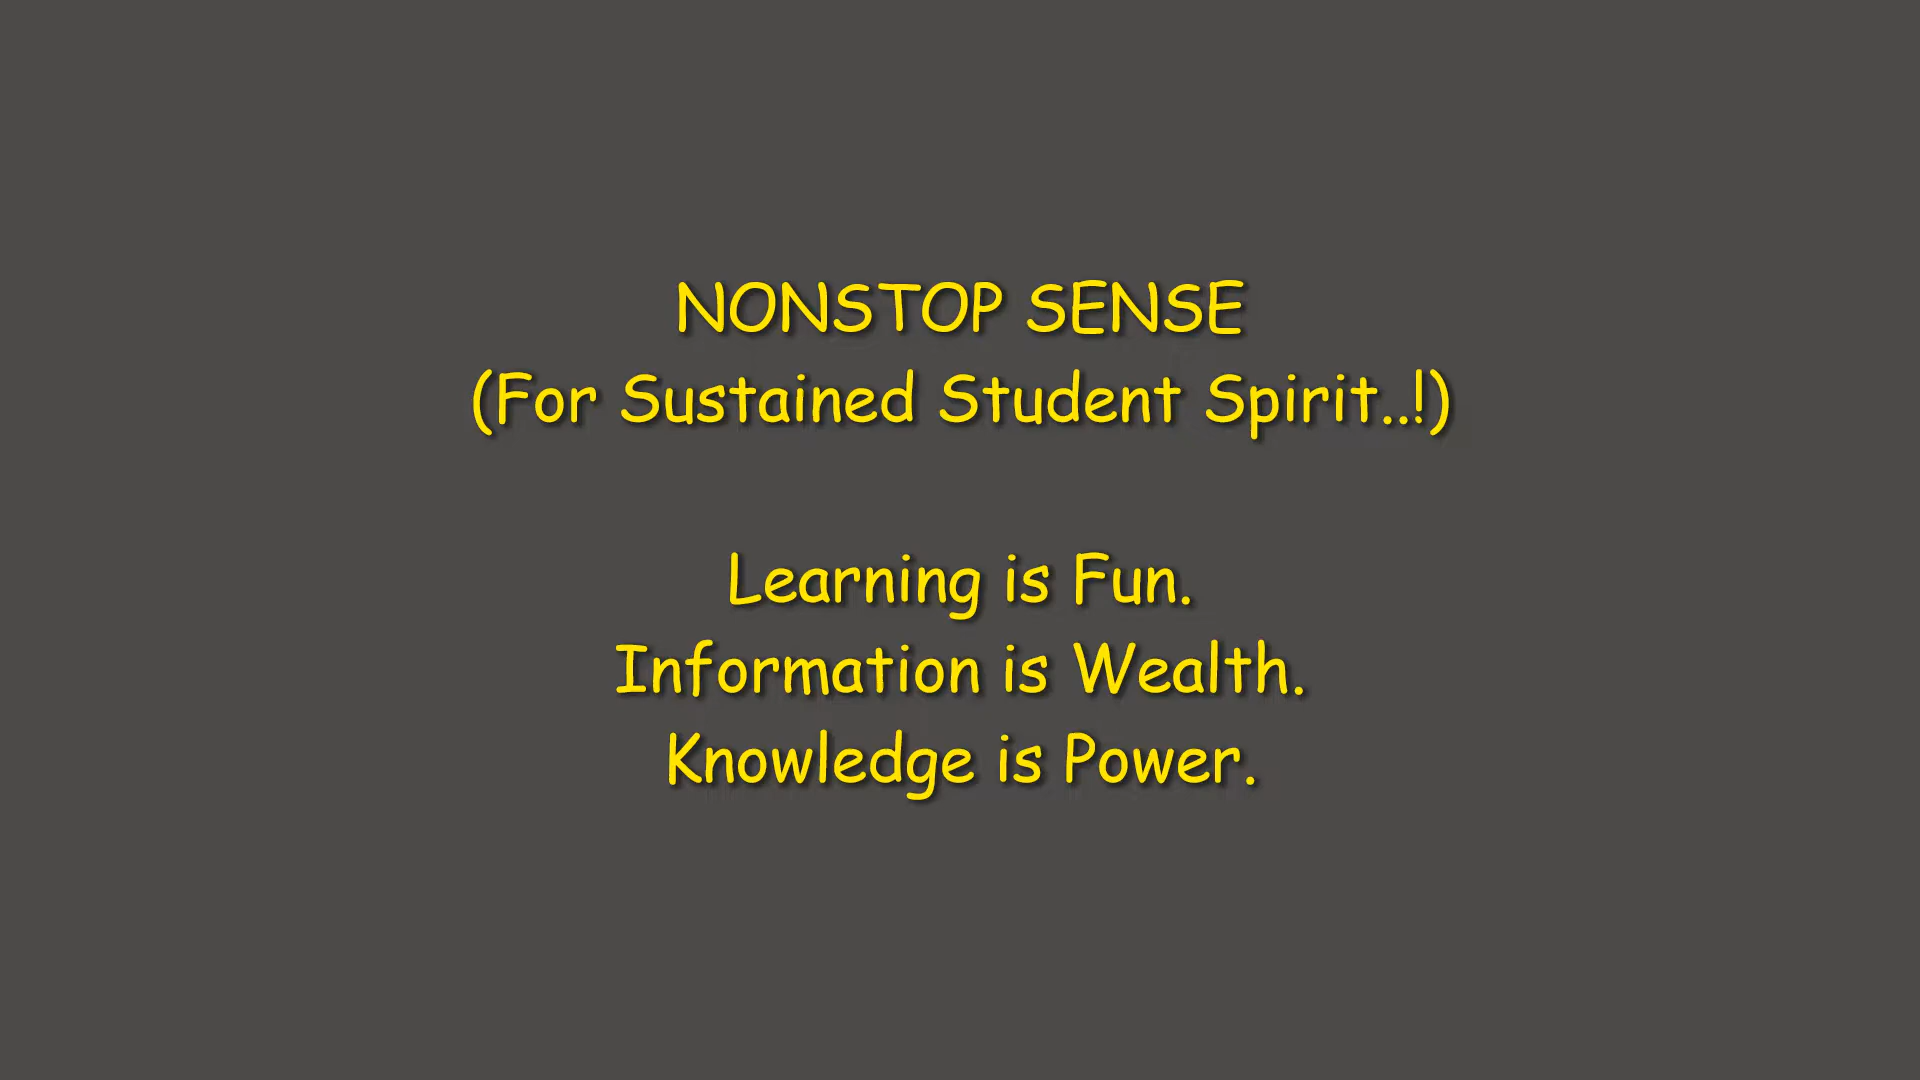 NONSTOP SENSE
(For Sustained Student Spirit..!)
Learning is Fun.
Information is Wealth.
Knowledge is Power.